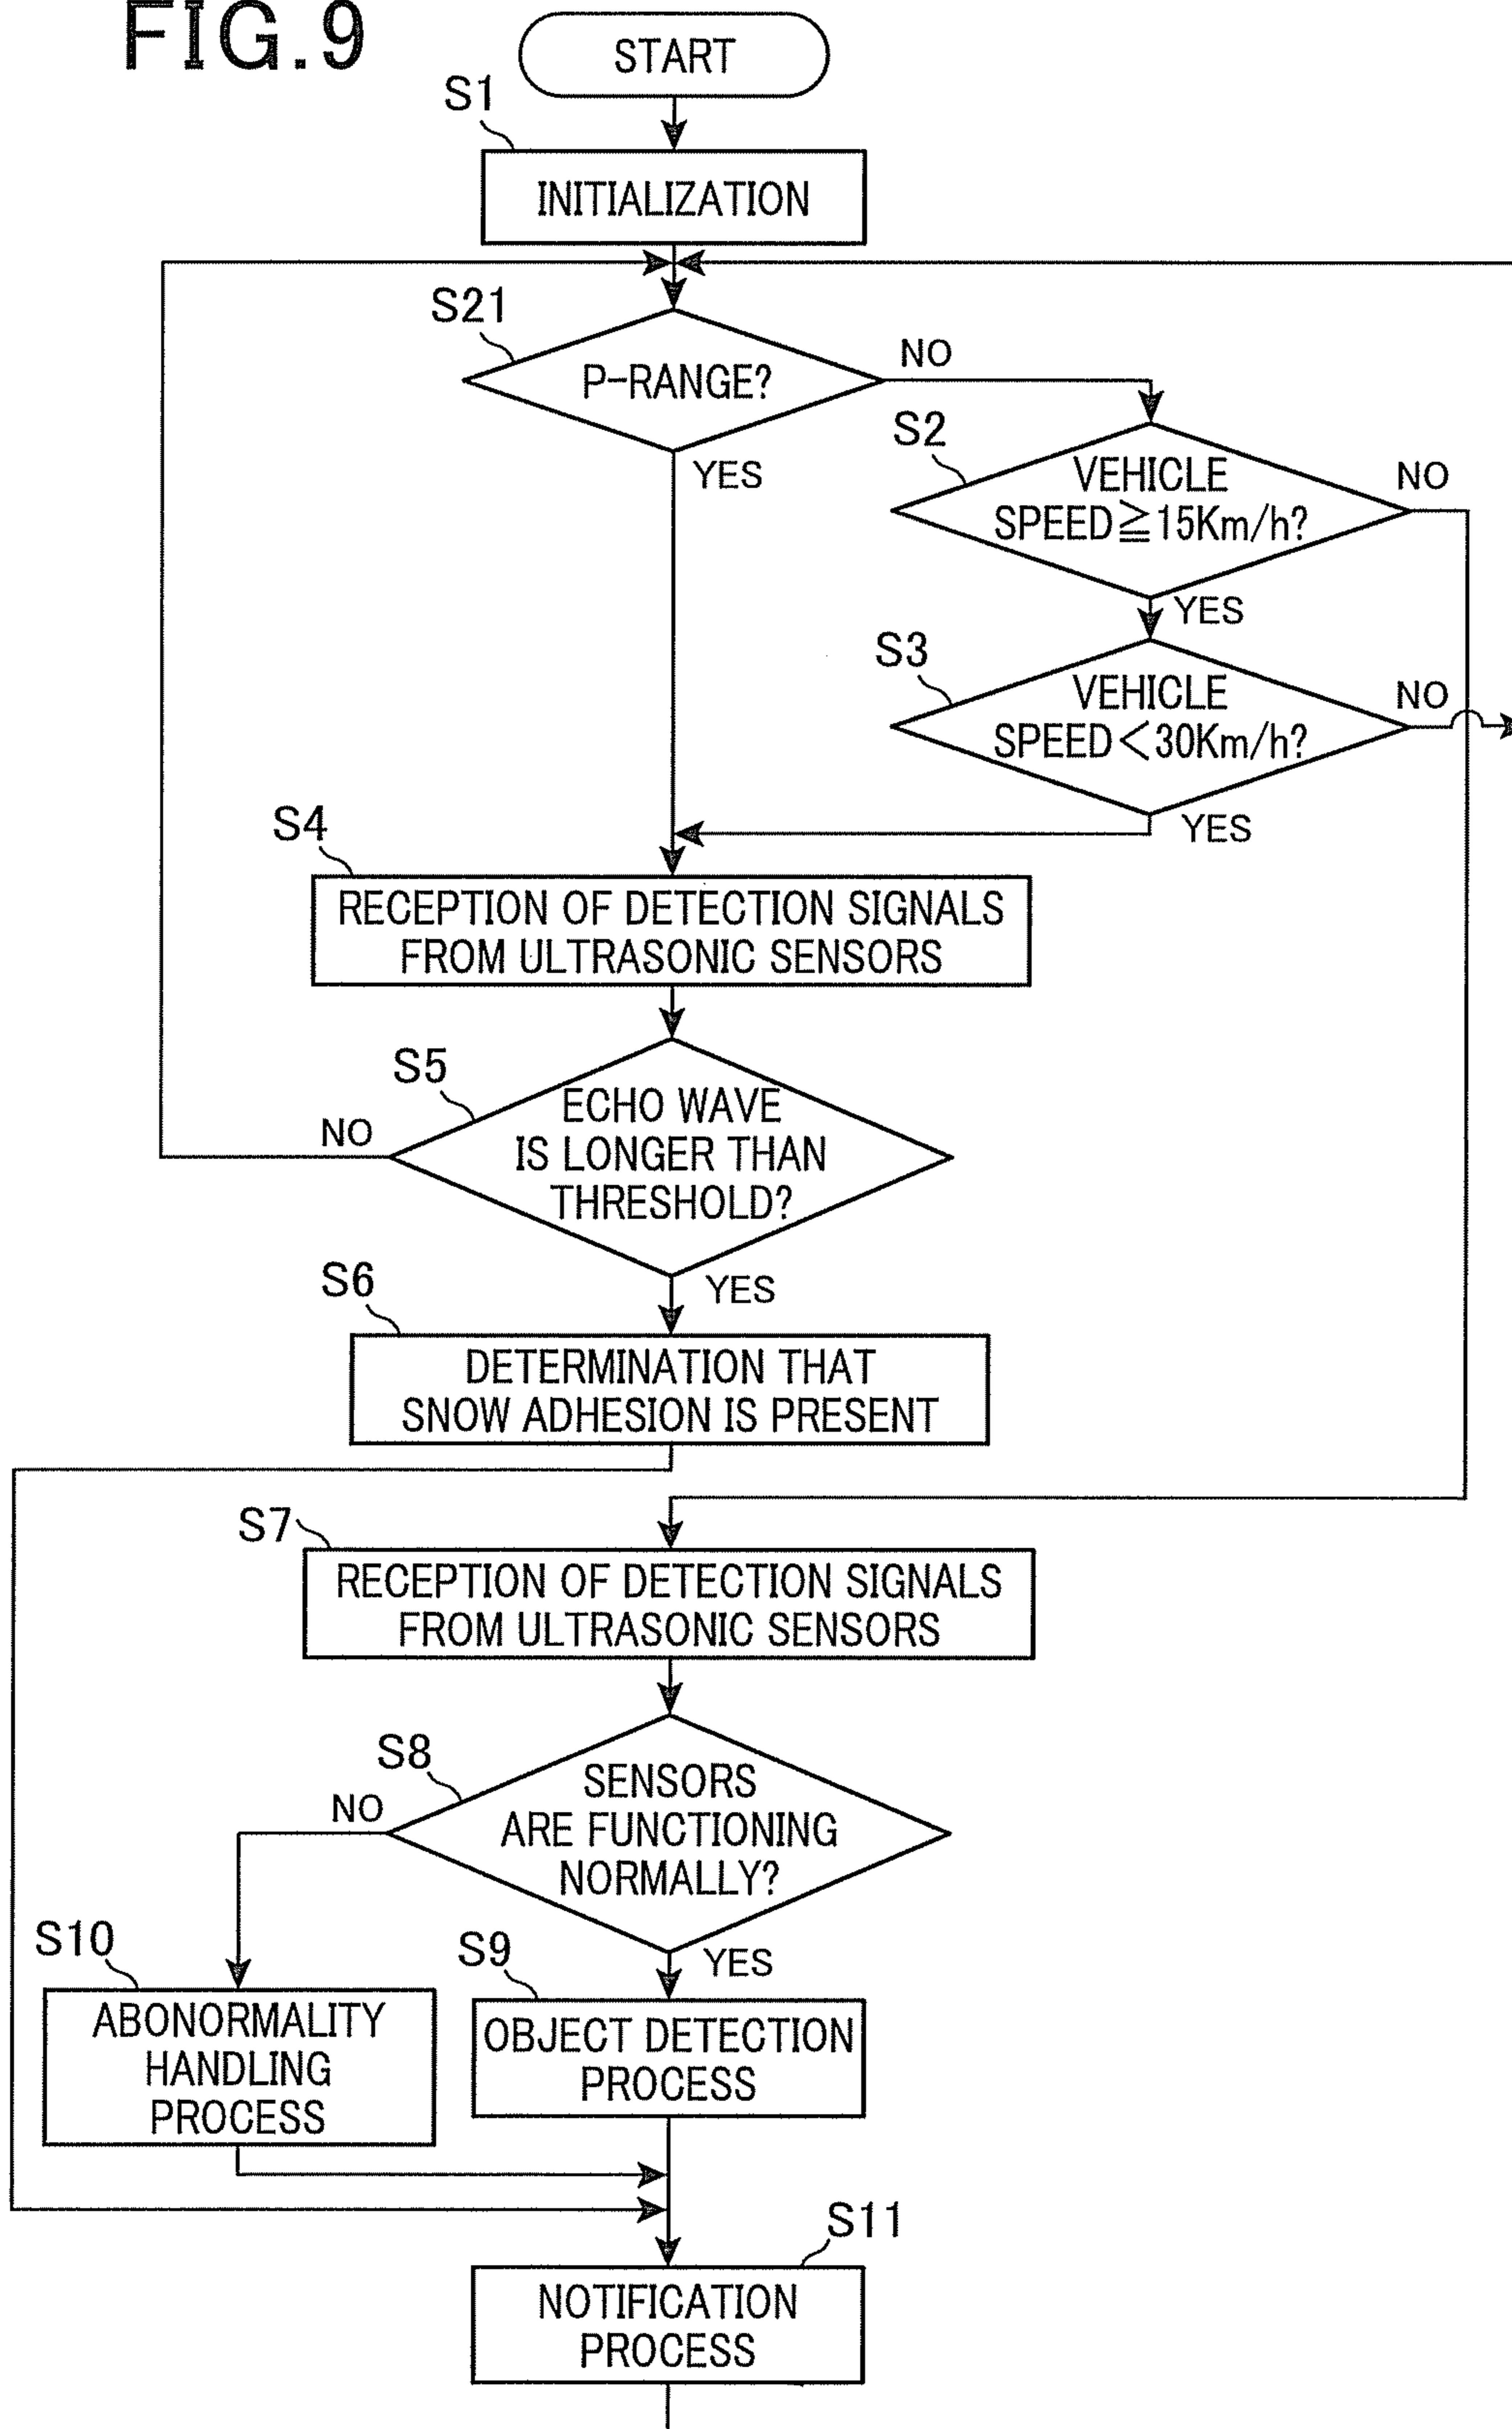 FIG.9
START
S1
INITIALIZATION
S21
P-RANGE?
NO
YES
S2
VEHICLE
SPEED≧15Km/h?
NO
YES
S3
VEHICLE
SPEED<30Km/h?
NO
YES
S4
RECEPTION OF DETECTION SIGNALS
FROM ULTRASONIC SENSORS
S5
ECHO WAVE
IS LONGER THAN
THRESHOLD?
NO
YES
S6
DETERMINATION THAT
SNOW ADHESION IS PRESENT
S7
RECEPTION OF DETECTION SIGNALS
FROM ULTRASONIC SENSORS
S8
SENSORS
ARE FUNCTIONING
NORMALLY?
NO
YES
S10
ABONORMALITY
HANDLING
PROCESS
S9
OBJECT DETECTION
PROCESS
S11
NOTIFICATION
PROCESS